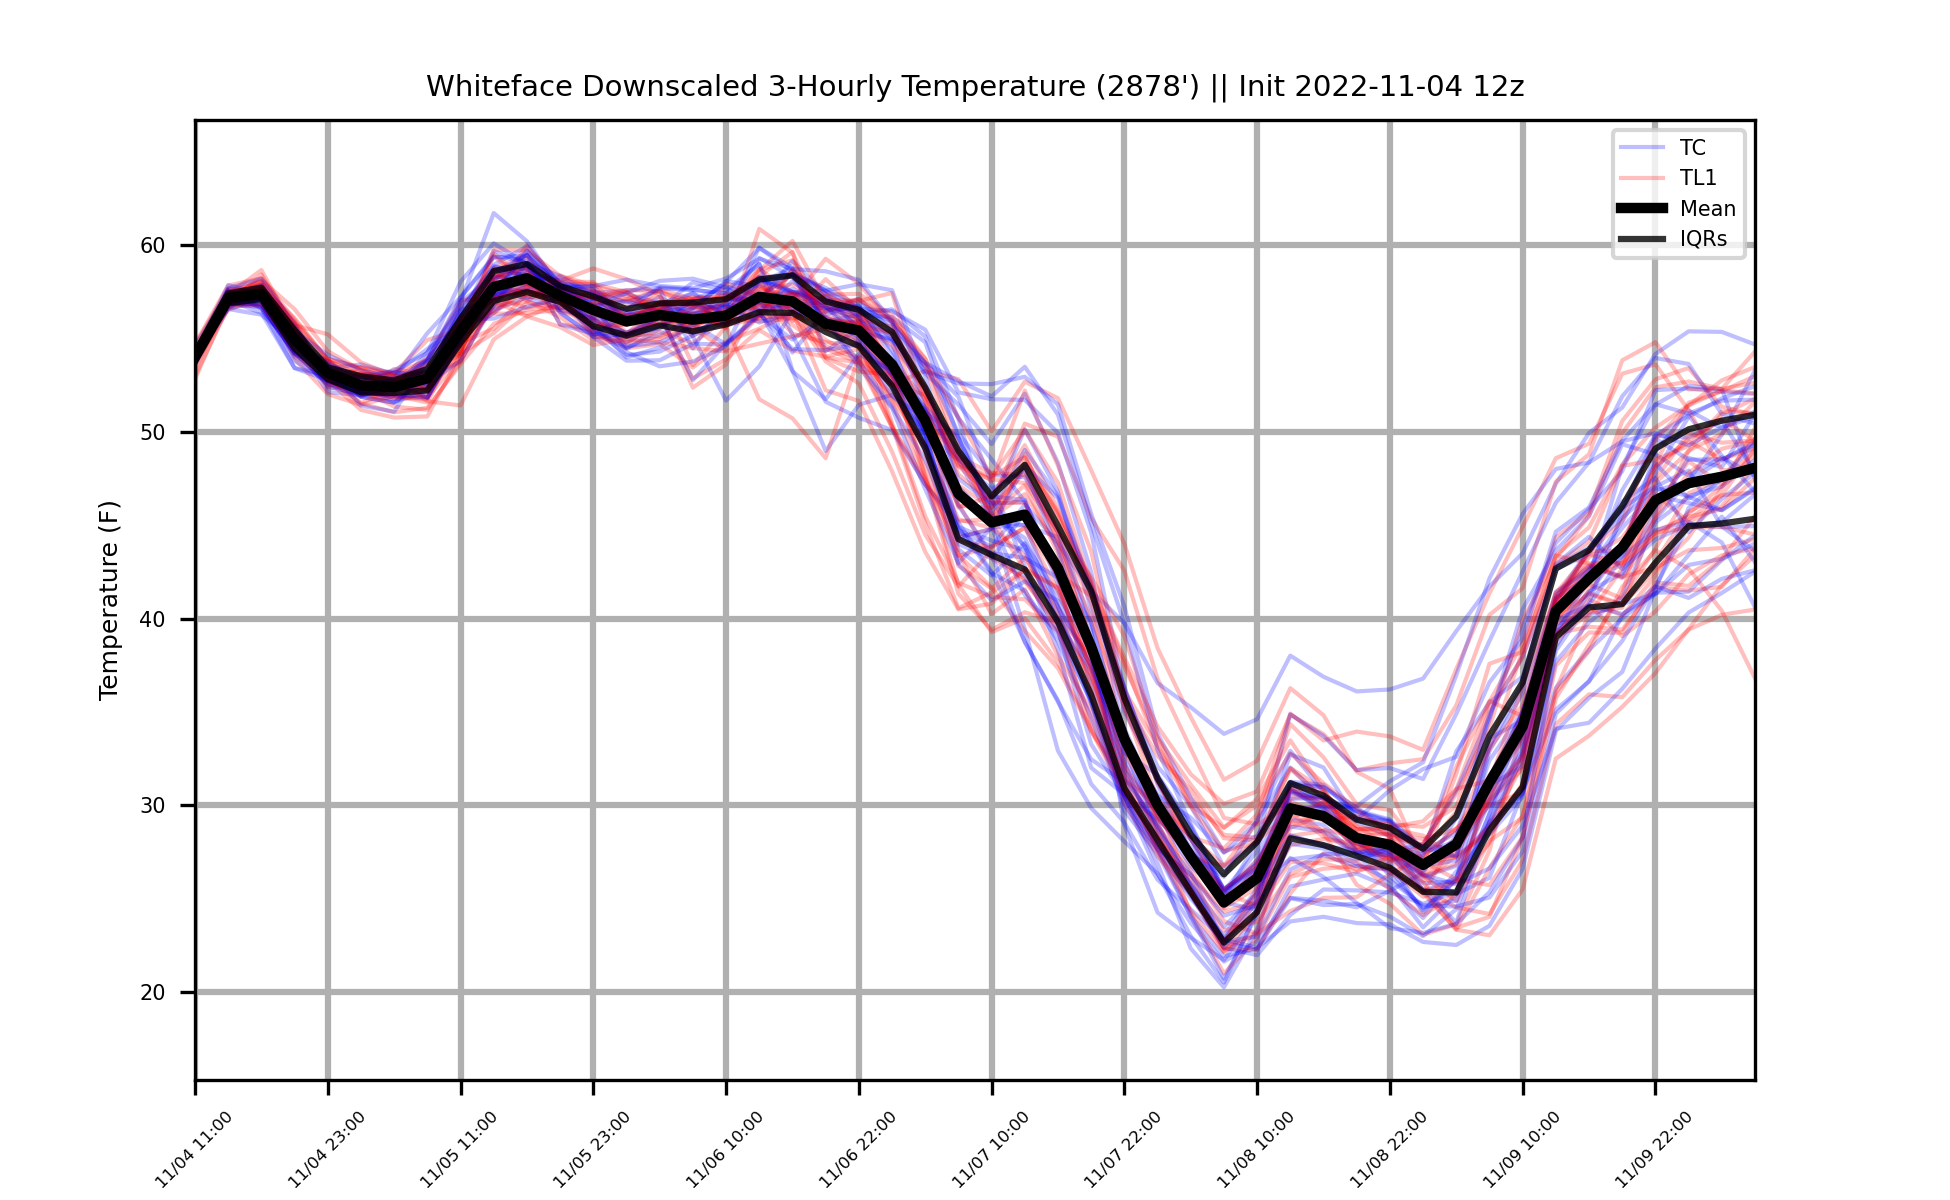 Whiteface Downscaled 3-Hourly Temperature (2878') || Init 2022-11-04 12z
TC
TL1
Mean
IQRs
Temperature (F)
60
50
40
30
20
11/04 11:00
11/04 23:00
11/05 11:00
11/05 23:00
11/06 10:00
11/06 22:00
11/07 10:00
11/07 22:00
11/08 10:00
11/08 22:00
11/09 10:00
11/09 22:00